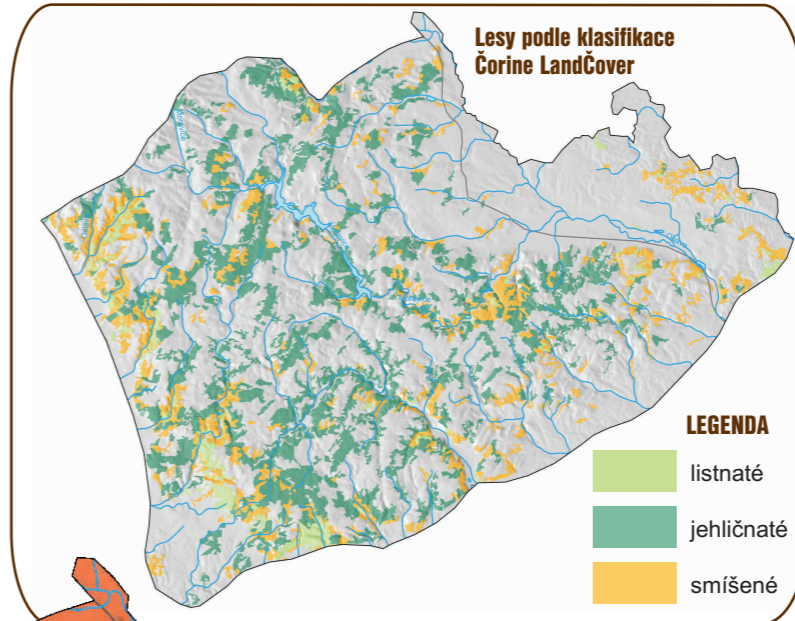 Lesy podle klasifikace
Čorine LandČover
LEGENDA
listnaté
jehličnaté
smíšené